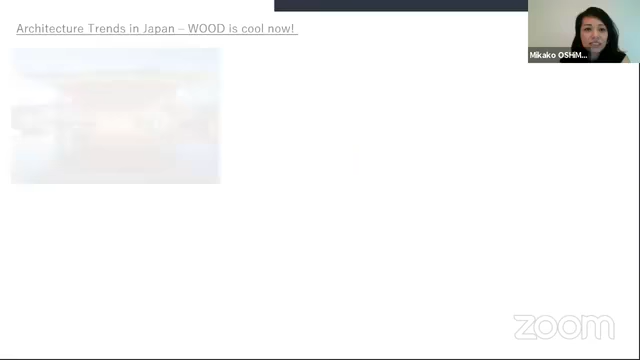 Architecture Trends in Japan – WOOD is cool now!
Mikako OSHIM...
zoom